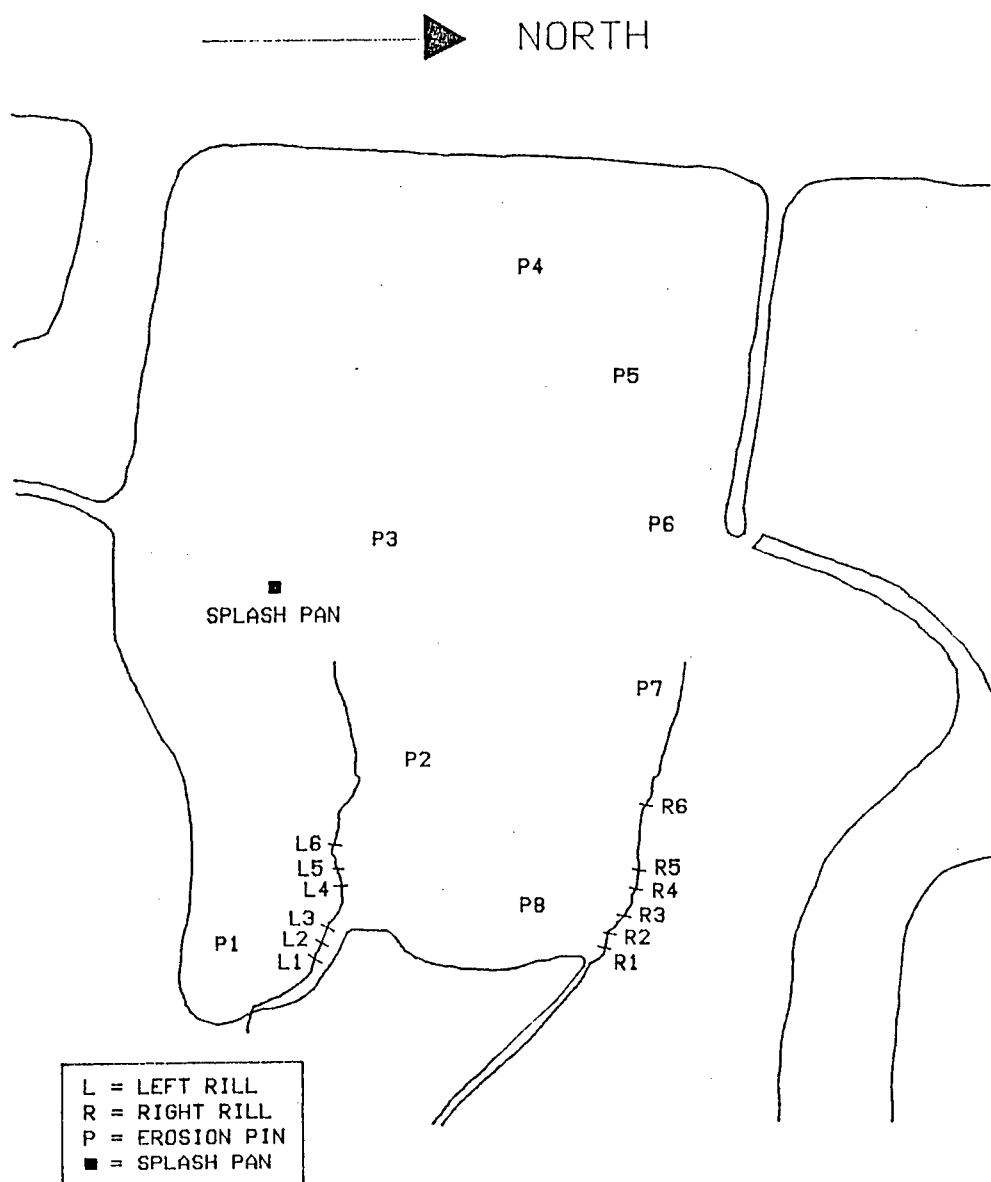 NORTH
P4
P5
P6
P3
SPLASH PAN
P7
P2
R6
L6
L5
R5
L4
R4
P8
R3
L3
R2
P1
L2
L1
R1
L = LEFT RILL
R = RIGHT RILL
P = EROSION PIN
■ = SPLASH PAN